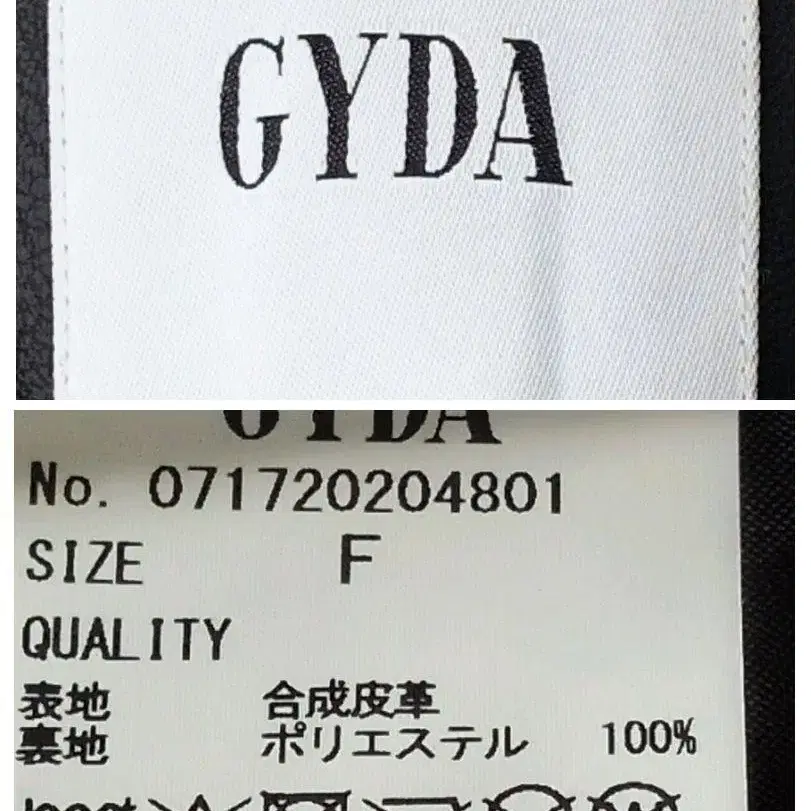 GYDA
GYDA
No. 071720204801
SIZE F
QUALITY
表地 合成皮革
裏地 ポリエステル 100%